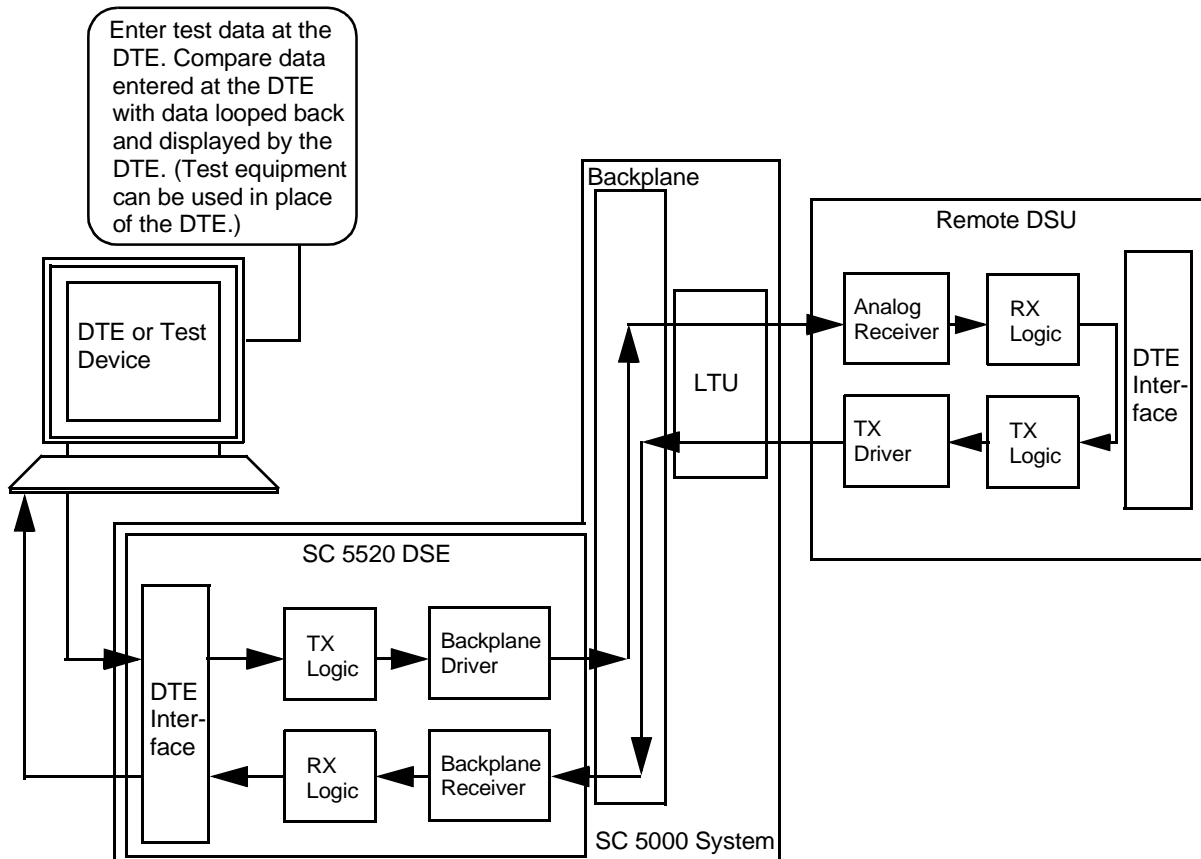 Enter test data at the
DTE. Compare data
entered at the DTE
with data looped back
and displayed by the
DTE. (Test equipment
can be used in place
of the DTE.)
DTE or Test
Device
Backplane
LTU
Remote DSU
Analog
Receiver
RX
Logic
DTE
Inter-
face
TX
Driver
TX
Logic
SC 5520 DSE
DTE
Inter-
face
TX
Logic
Backplane
Driver
RX
Logic
Backplane
Receiver
SC 5000 System